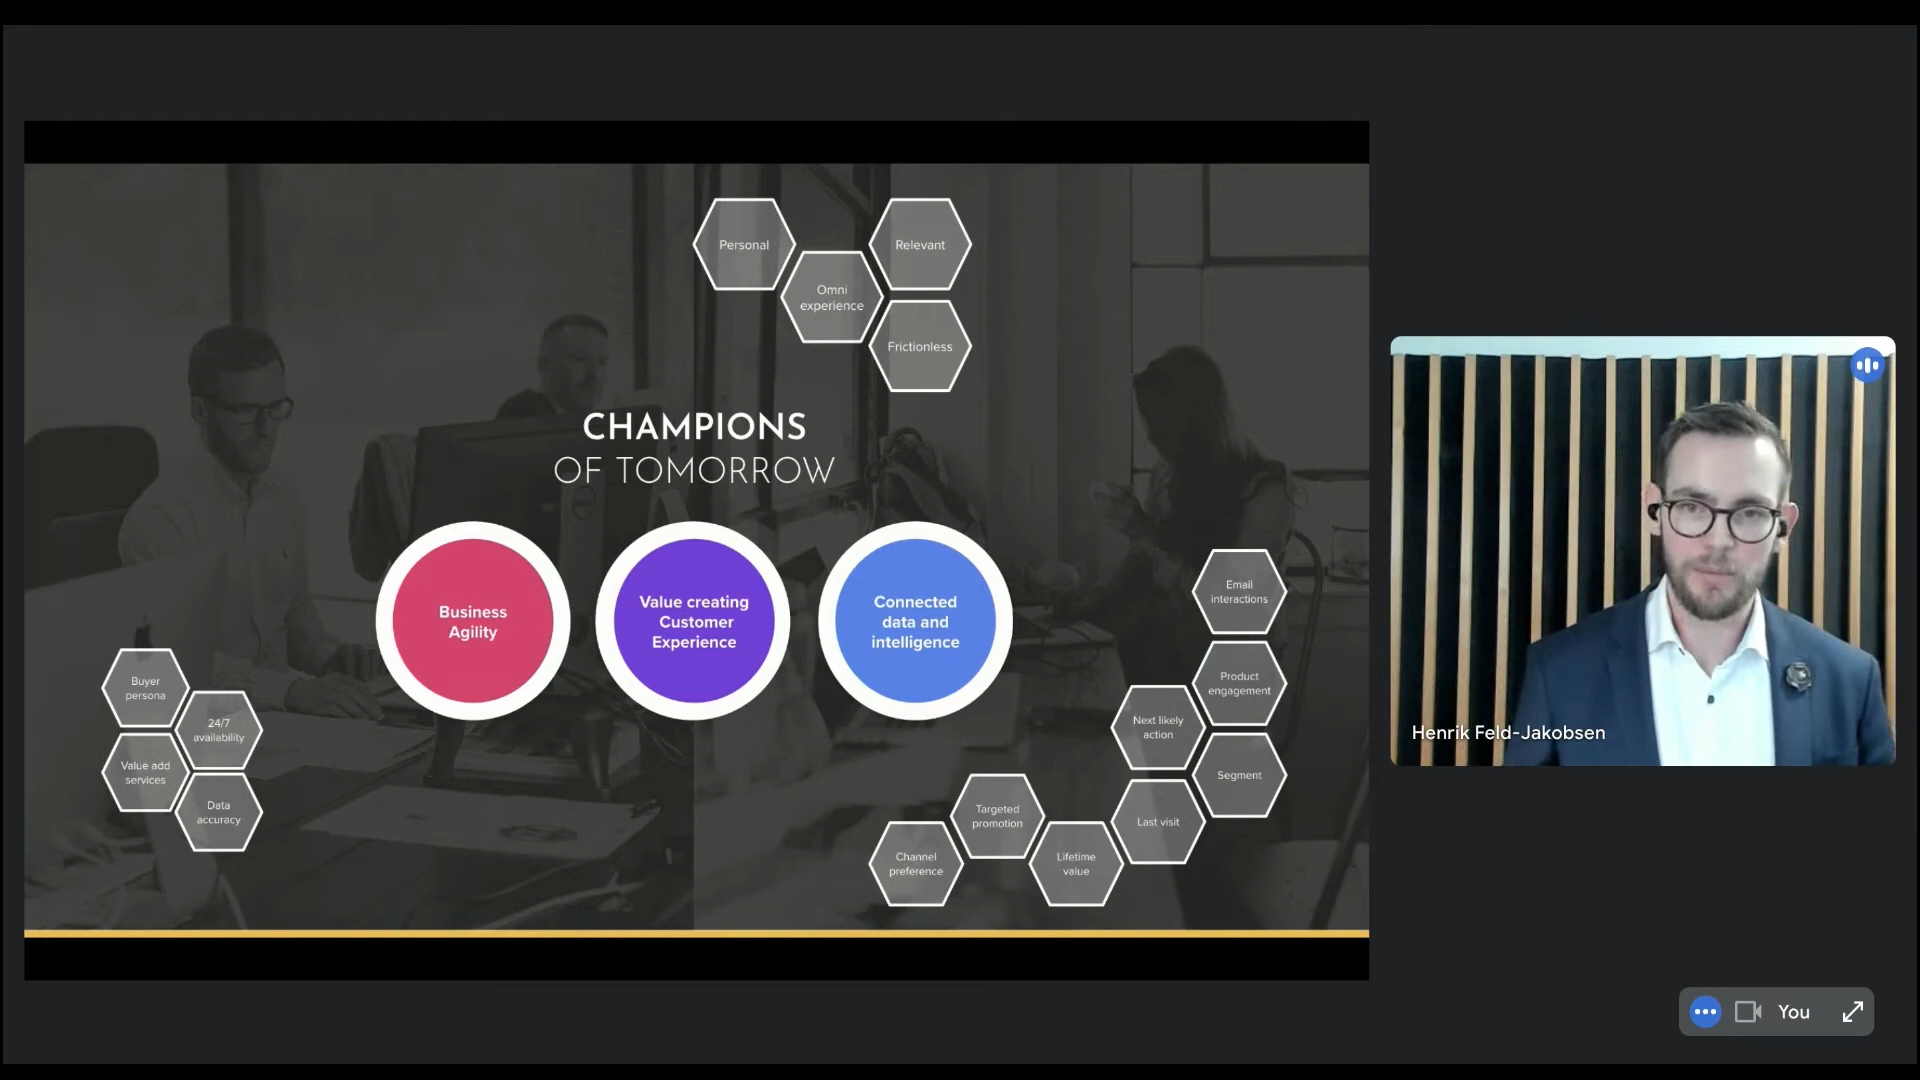 Personal
Relevant
Omni
experience
Frictionless
CHAMPIONS
OF TOMORROW
Business
Agility
Value creating
Customer
Experience
Connected
data and
intelligence
Buyer
persona
24/7
availability
Value add
services
Data
accuracy
Email
interactions
Product
engagement
Next likely
action
Segment
Targeted
promotion
Last visit
Channel
preference
Lifetime
value
Henrik Feld-Jakobsen
You